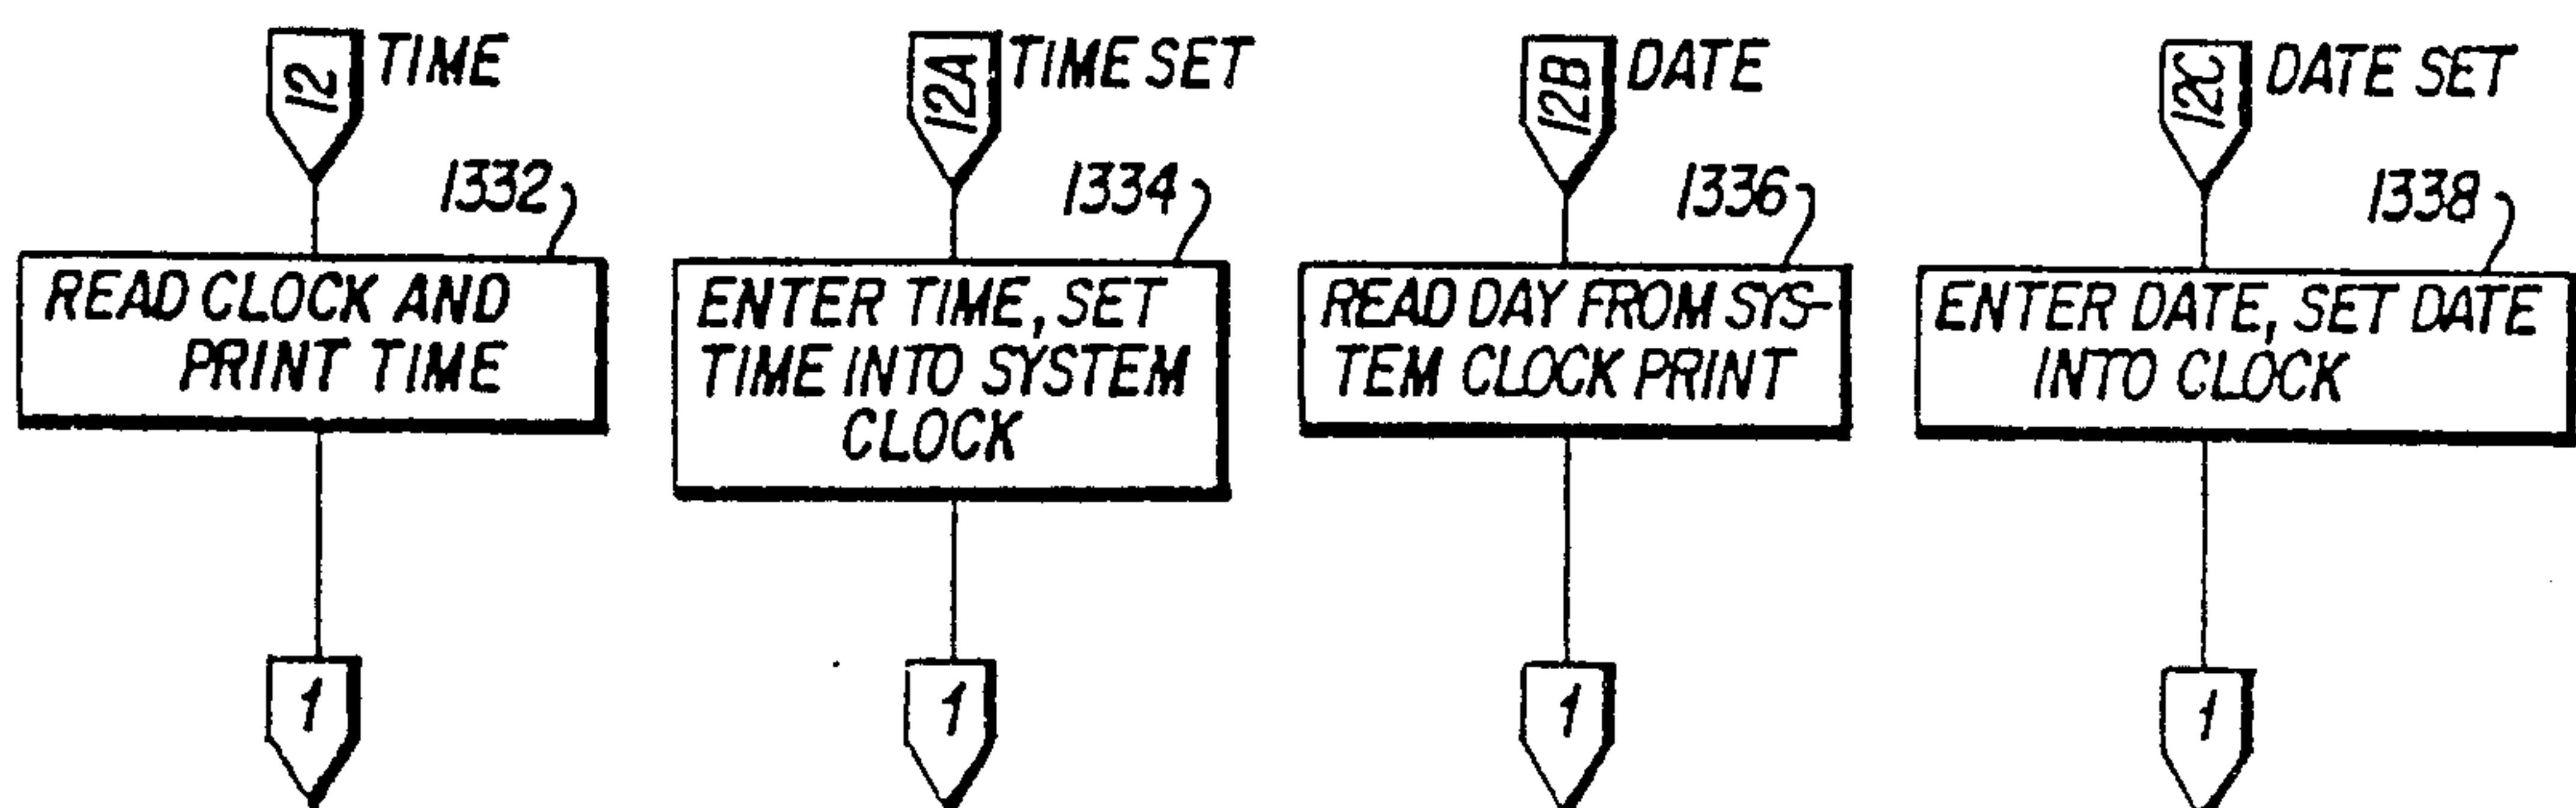 12 TIME
1332
READ CLOCK AND
PRINT TIME
1
12A TIME SET
1334
ENTER TIME, SET
TIME INTO SYSTEM
CLOCK
1
12B DATE
1336
READ DAY FROM SYS-
TEM CLOCK PRINT
1
12C DATE SET
1338
ENTER DATE, SET DATE
INTO CLOCK
1